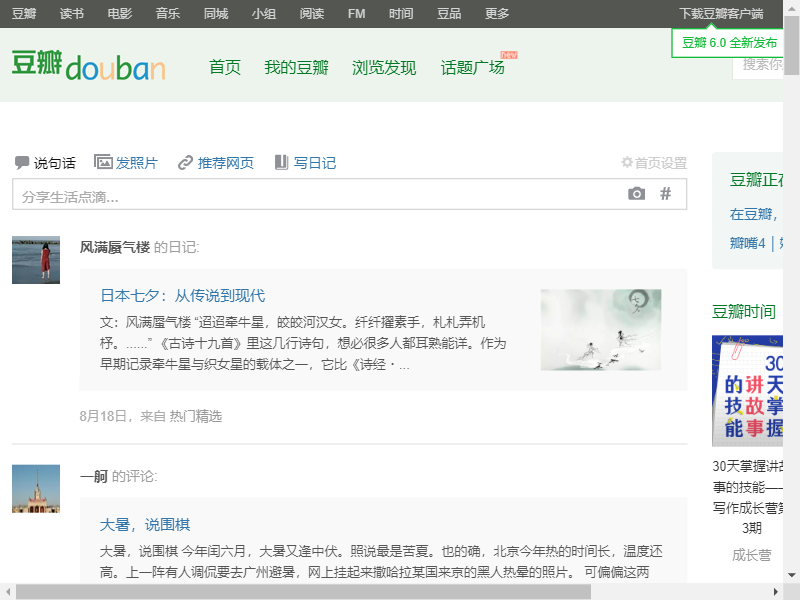 豆瓣 读书 电影 音乐 同城 小组 阅读 FM 时间 豆品 更多 下载豆瓣客户端
豆瓣 6.0 全新发布
豆瓣douban 首页 我的豆瓣 浏览发现 话题广场 new
搜索你
说句话 发照片 推荐网页 写日记 首页设置
分享生活点滴...
风满蜃气楼 的日记:
日本七夕：从传说到现代
文：风满蜃气楼 “迢迢牵牛星，皎皎河汉女。纤纤擢素手，札札弄机
杼。……” 《古诗十九首》里这几行诗句，想必很多人都耳熟能详。作为
早期记录牵牛星与织女星的载体之一，它比《诗经・...
8月18日，来自 热门精选
一舸 的评论:
大暑，说围棋
大暑，说围棋 今年闰六月，大暑又逢中伏。照说最是苦夏。也的确，北京今年热的时间长，温度还
高。上一阵有人调侃要去广州避暑，网上挂起来撒哈拉某国来京的黑人热晕的照片。 可偏偏这两
豆瓣正在
在豆瓣，
瓣嘴4 |
豆瓣时间
30
的讲天
技故掌
能事握
30天掌握讲故
事的技能——
写作成长营第
3期
成长营